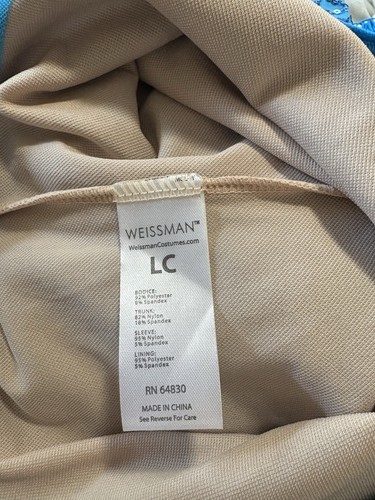 WEISSMAN™
WeissmanCostumes.com
LC
BODICE:
92% Polyester
8% Spandex
TRUNK:
82% Nylon
18% Spandex
SLEEVE:
95% Nylon
5% Spandex
LINING:
95% Polyester
5% Spandex
RN 64830
MADE IN CHINA
See Reverse For Care